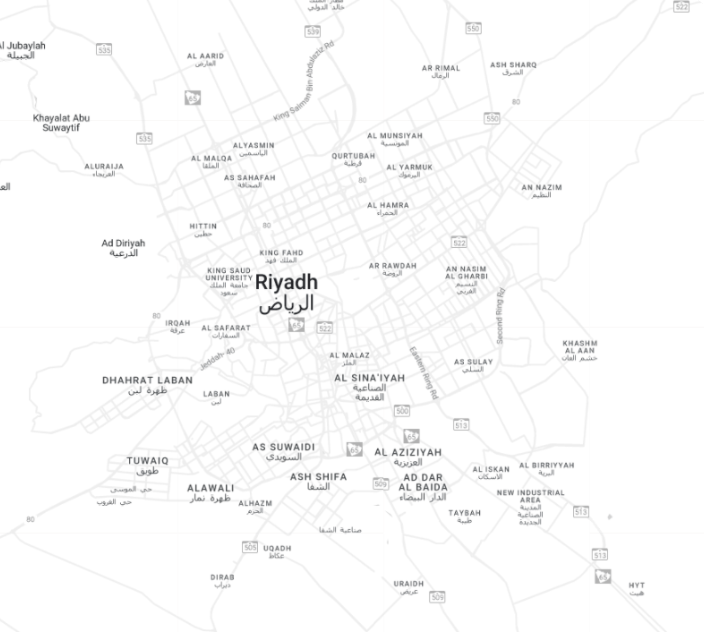 خالد الدولي
522
539
550
Al Jubaylah
الجبيلة
535
AL AARID
العارض
AR RIMAL
الرمال
ASH SHARQ
الشرق
King Salman Bin Abdulaziz Rd
65
80
Khayalat Abu
Suwaytif
550
535
AL MUNSIYAH
المونسية
ALYASMIN
الياسمين
QURTUBAH
قرطبة
AL MALQA
الملقا
ALURAIJA
العريجاء
AL YARMUK
اليرموك
AS SAHAFAH
الصحافة
80
AN NAZIM
النظيم
AL HAMRA
الحمراء
HITTIN
حطين
80
522
Ad Diriyah
الدرعية
KING FAHD
الملك فهد
KING SAUD
UNIVERSITY
جامعة الملك
سعود
AR RAWDAH
الروضة
AN NASIM
AL GHARBI
النسيم
الغربي
Riyadh
الرياض
Second Ring Rd
80
IRQAH
عرقة
AL SAFARAT
السفارات
65
522
KHASHM
AL AAN
خشم العان
Jeddah- 40
AL MALAZ
الملز
Eastern Ring Rd
AS SULAY
السلي
DHAHRAT LABAN
ظهرة لبن
AL SINA'IYAH
الصناعية
القديمة
LABAN
لبن
500
513
65
AS SUWAIDI
السويدي
65
AL AZIZIYAH
العزيزية
TUWAIQ
طويق
AL ISKAN
الاسكان
AL BIRRIYYAH
البرية
ASH SHIFA
الشفا
509
AD DAR
AL BAIDA
الدار البيضاء
حي الموسى
حي الغروب
ALAWALI
ظهرة نمار
ALHAZM
الحزم
NEW INDUSTRIAL
AREA
المدينة
الصناعية
الجديدة
TAYBAH
طيبة
513
80
صناعية الشفا
505
UQADH
عكاظ
513
65
DIRAB
ديراب
URAIDH
عريض
509
HYT
هيت